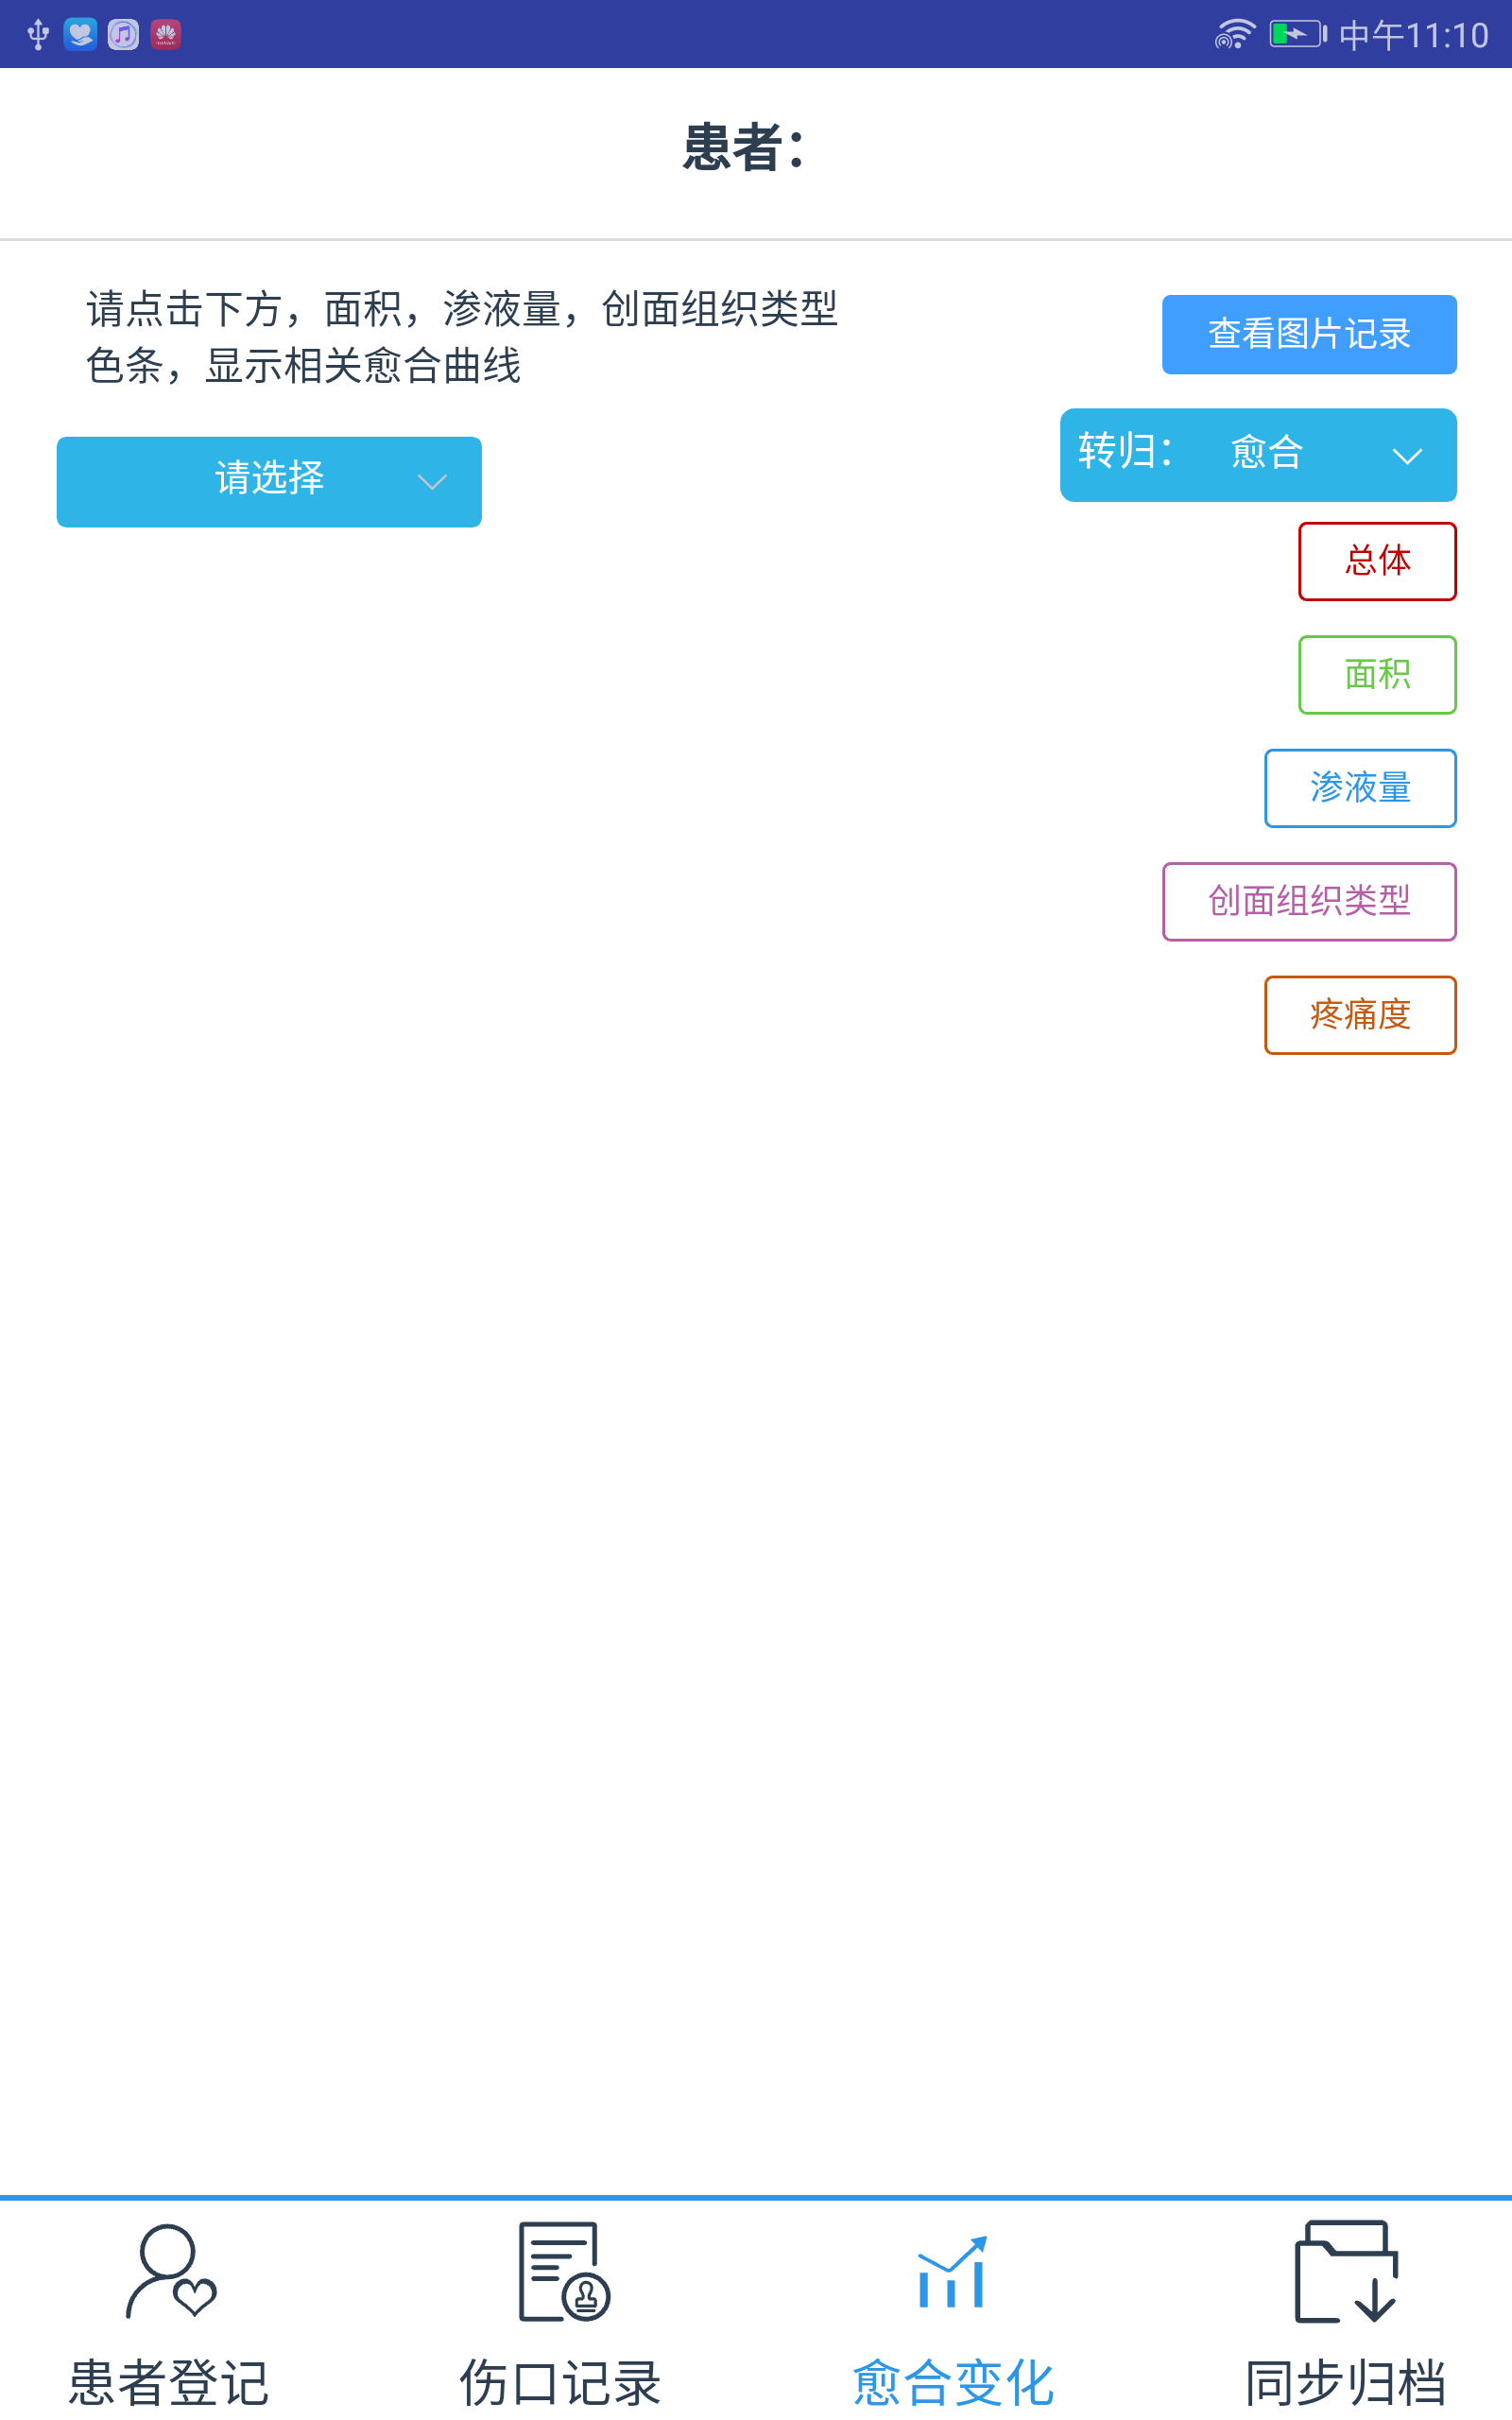 中午11:10
患者：
请点击下方，面积，渗液量，创面组织类型
色条，显示相关愈合曲线
查看图片记录
请选择
转归： 愈合
总体
面积
渗液量
创面组织类型
疼痛度
患者登记
伤口记录
愈合变化
同步归档